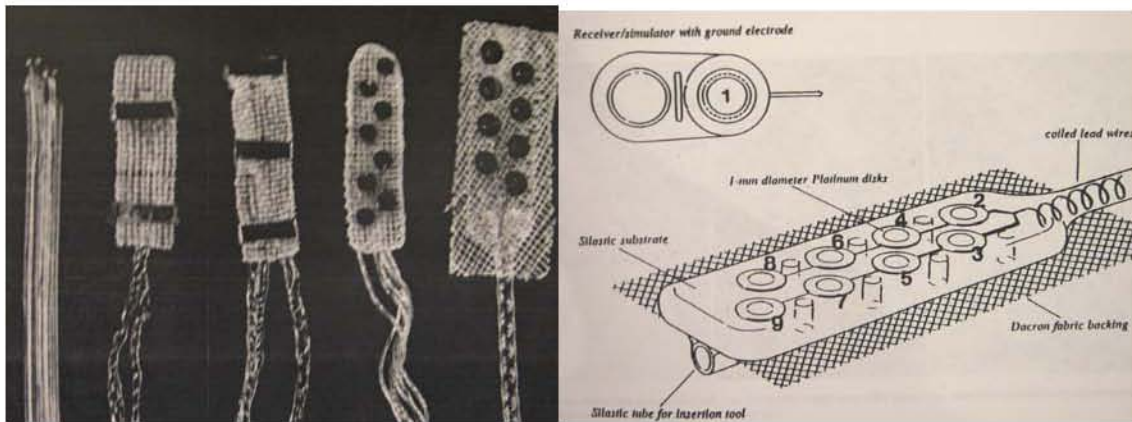 Receiver/simulator with ground electrode
1
coiled lead wires
1-mm diameter Platinum disks
2
4
Silastic substrate
6
3
8
5
7
9
Dacron fabric backing
Silastic tube for insertion tool